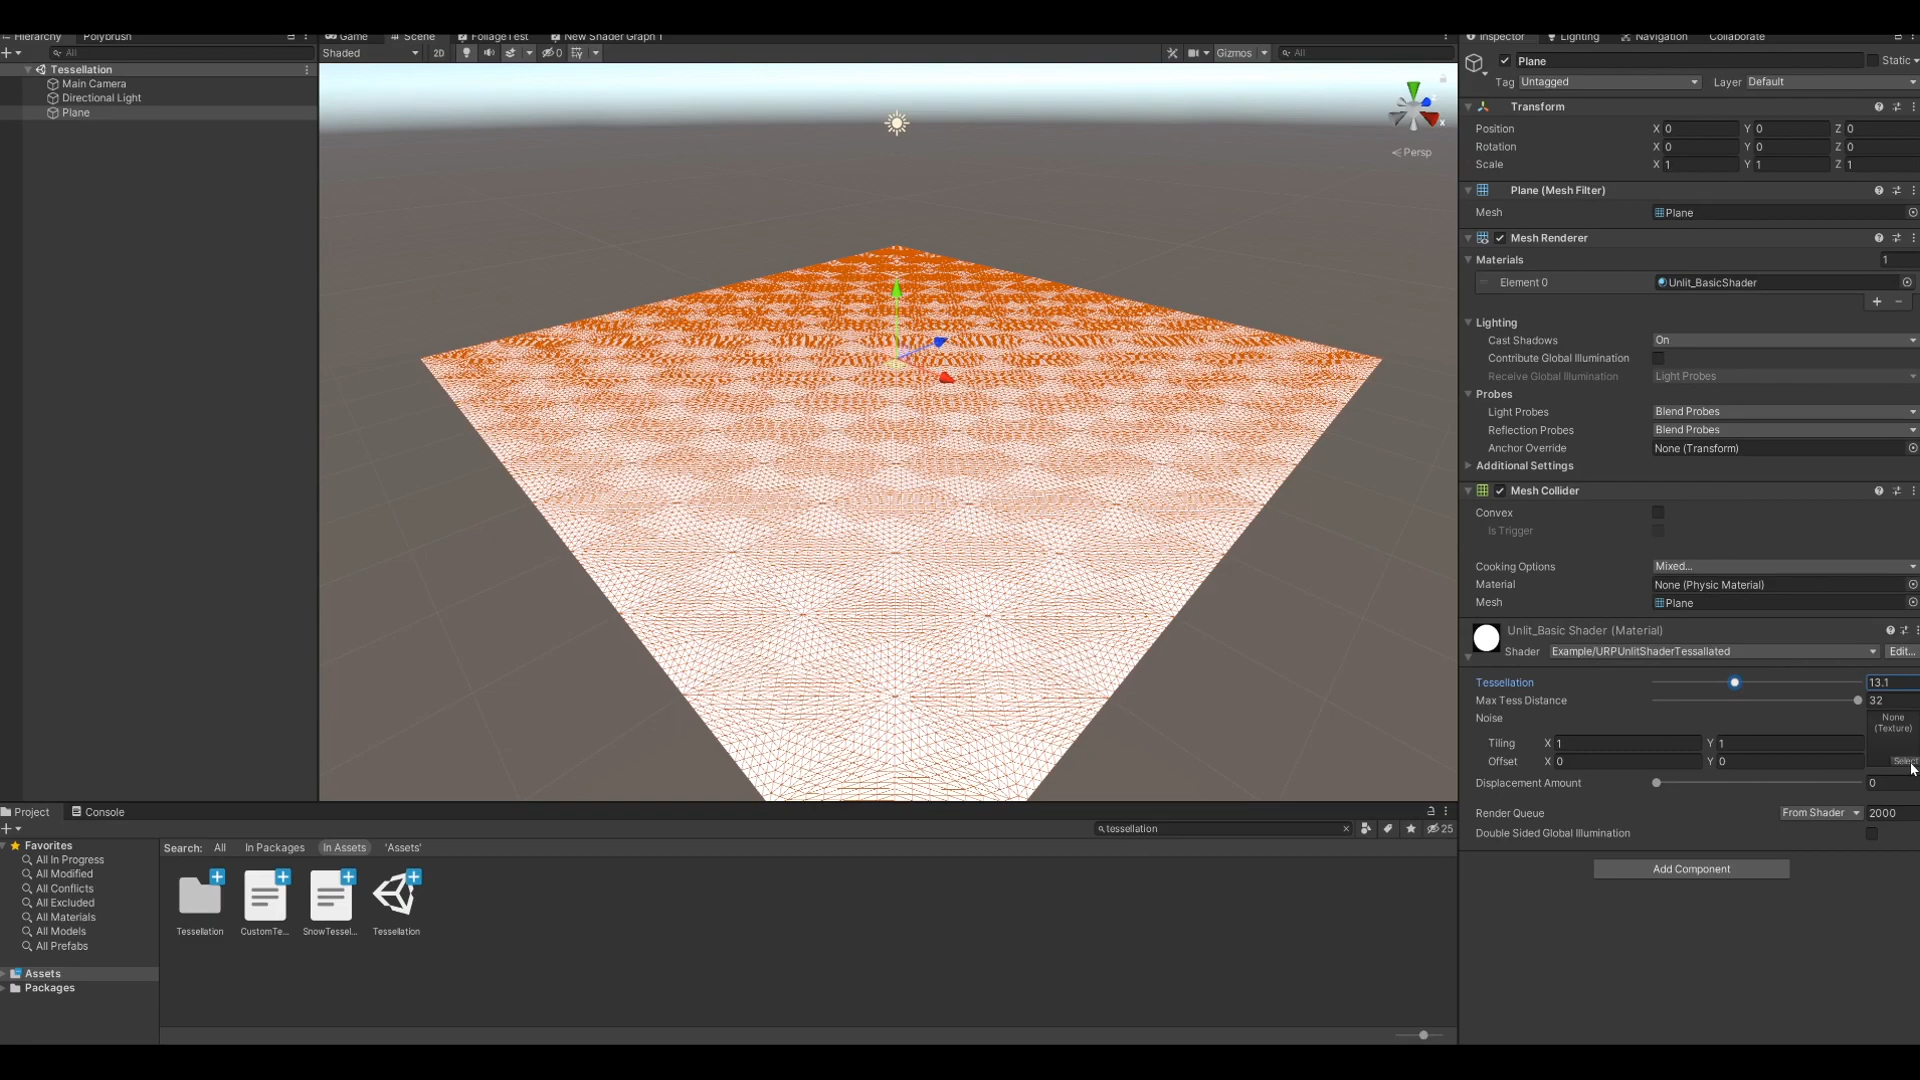 Hierarchy Polybrush
All
Tessellation
Main Camera
Directional Light
Plane
Game Scene FoliageTest New Shader Graph 1
Shaded 2D 0 Gizmos All
Persp
x
Inspector Lighting Navigation Collaborate
Plane Static
Tag Untagged Layer Default
Transform
Position X 0 Y 0 Z 0
Rotation X 0 Y 0 Z 0
Scale X 1 Y 1 Z 1
Plane (Mesh Filter)
Mesh Plane
Mesh Renderer
Materials 1
Element 0 Unlit_BasicShader
Lighting
Cast Shadows On
Contribute Global Illumination
Receive Global Illumination Light Probes
Probes
Light Probes Blend Probes
Reflection Probes Blend Probes
Anchor Override None (Transform)
Additional Settings
Mesh Collider
Convex
Is Trigger
Cooking Options Mixed...
Material None (Physic Material)
Mesh Plane
Unlit_Basic Shader (Material)
Shader Example/URPUnlitShaderTessallated Edit...
Tessellation 13.1
Max Tess Distance 32
Noise None (Texture)
Tiling X 1 Y 1
Offset X 0 Y 0 Select
Displacement Amount 0
Render Queue From Shader 2000
Double Sided Global Illumination
Add Component
Project Console
tessellation 25
Favorites
All In Progress
All Modified
All Conflicts
All Excluded
All Materials
All Models
All Prefabs
Assets
Packages
Search: All In Packages In Assets 'Assets'
Tessellation CustomTe... SnowTessel... Tessellation